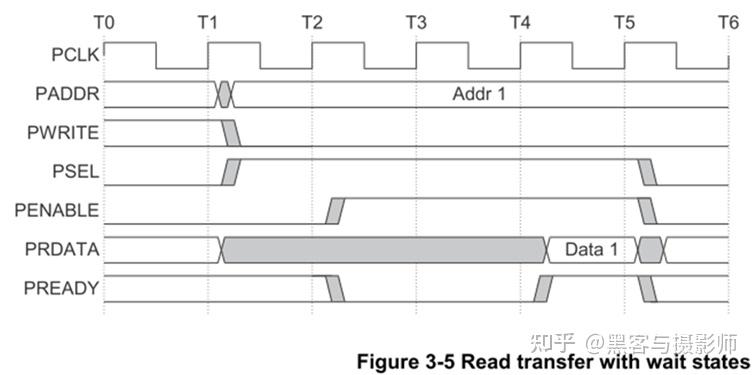 T0 T1 T2 T3 T4 T5 T6
PCLK
PADDR Addr 1
PWRITE
PSEL
PENABLE
PRDATA Data 1
PREADY
知乎 @黑客与摄影师
Figure 3-5 Read transfer with wait states